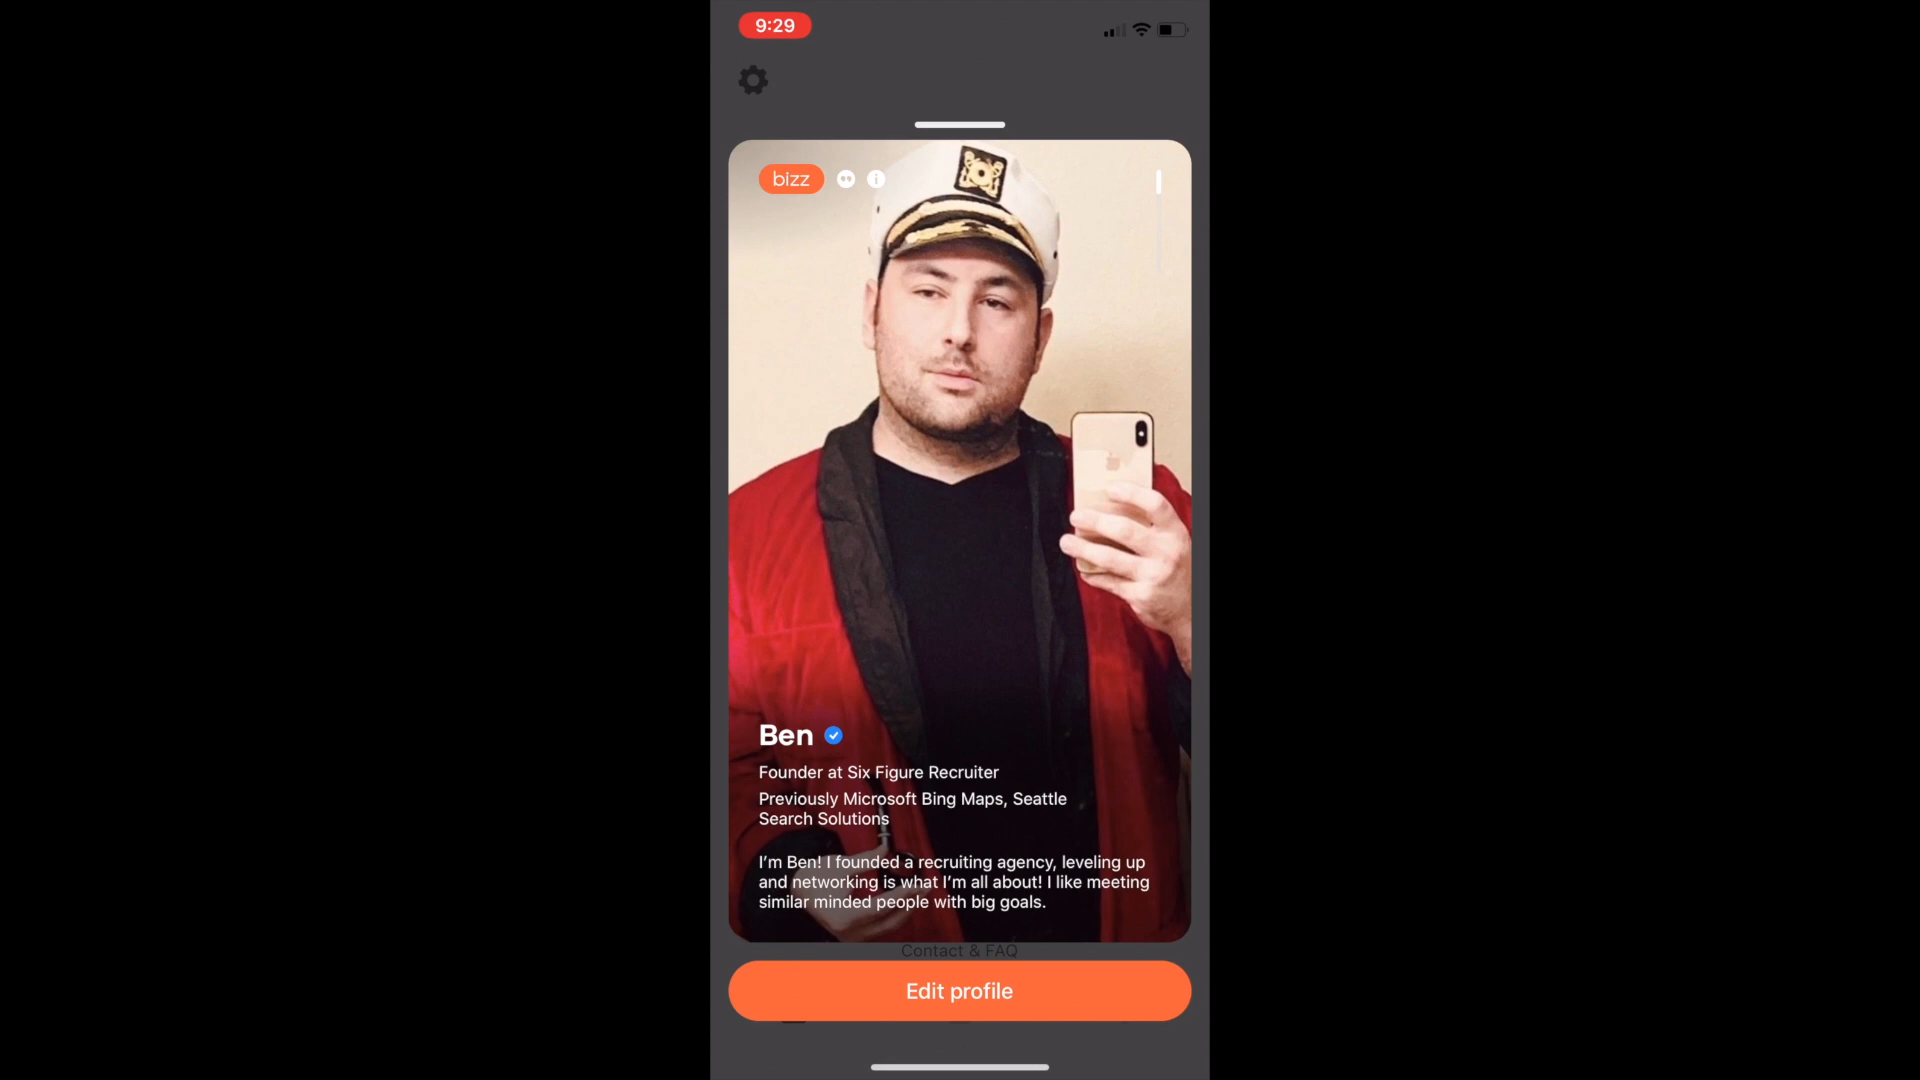 9:29
bizz
Ben
Founder at Six Figure Recruiter
Previously Microsoft Bing Maps, Seattle
Search Solutions
I'm Ben! I founded a recruiting agency, leveling up
and networking is what I'm all about! I like meeting
similar minded people with big goals.
Contact & FAQ
Edit profile